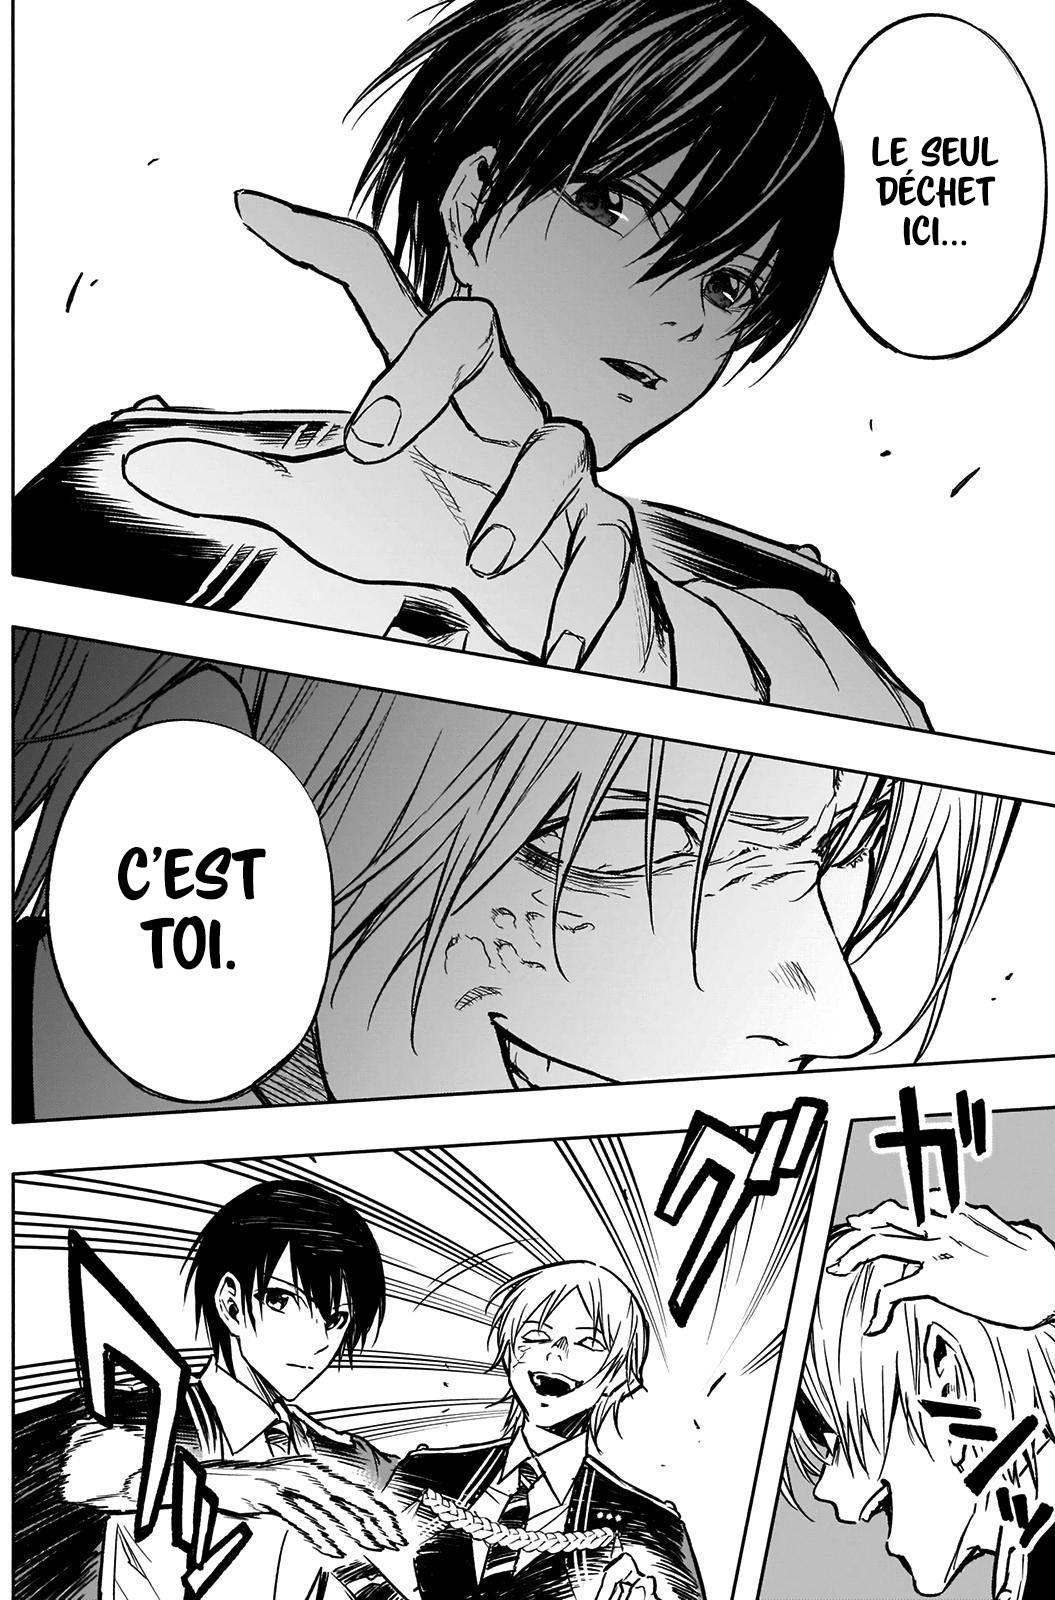 LE SEUL
DÉCHET
ICI...
C'EST
TOI.
ガ
グ